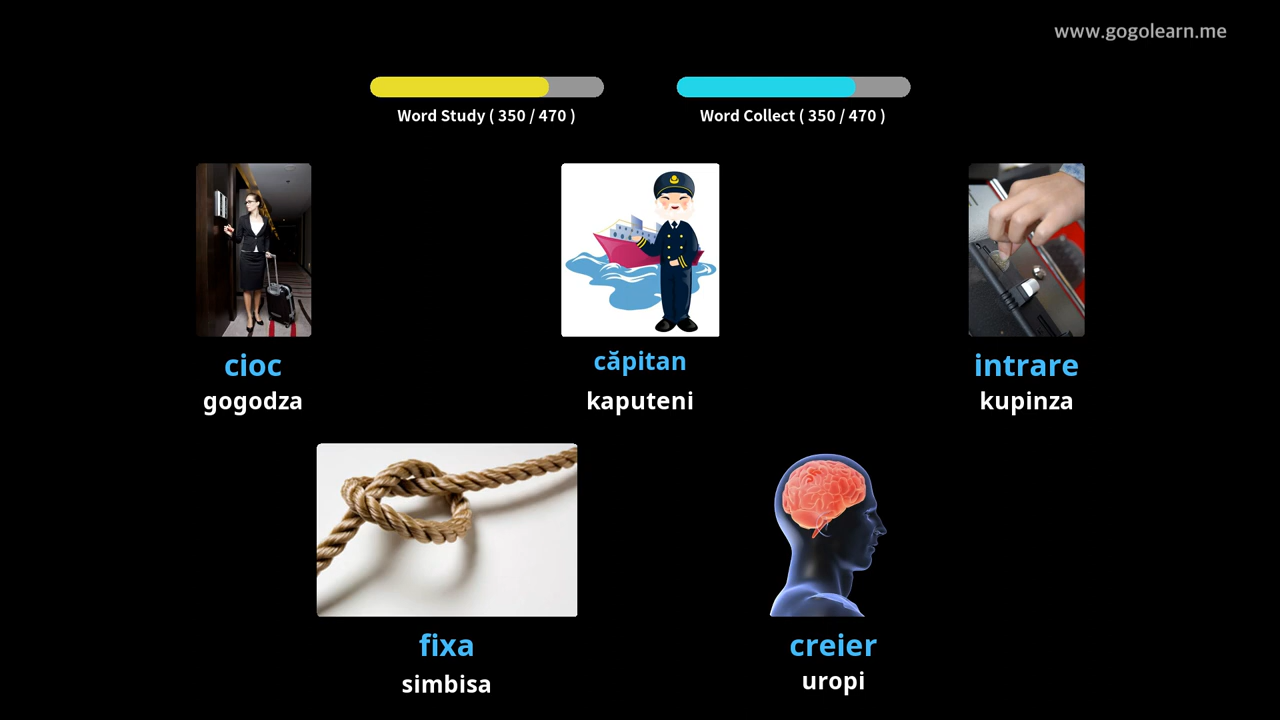 www.gogolearn.me
Word Study ( 350 / 470 )
Word Collect ( 350 / 470 )
cioc
gogodza
căpitan
kaputeni
intrare
kupinza
fixa
simbisa
creier
uropi